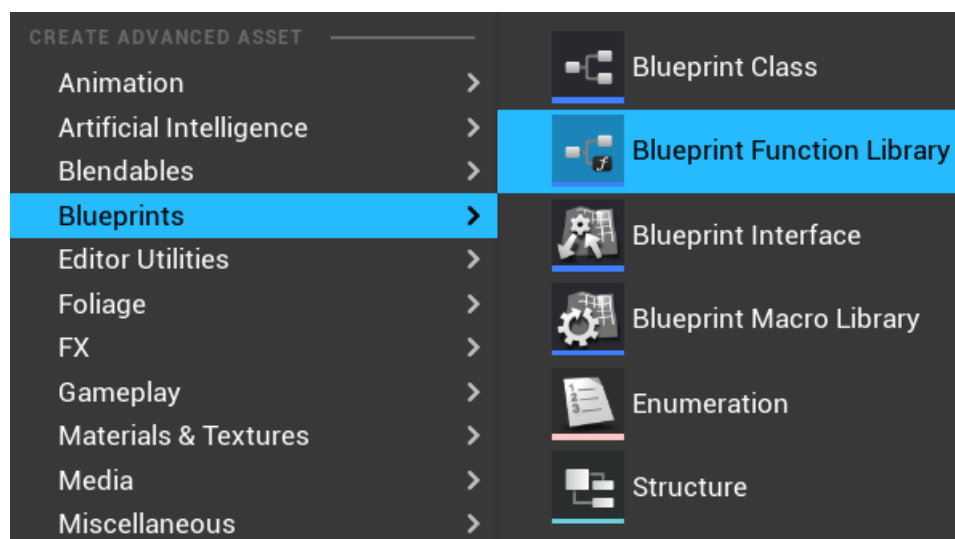 CREATE ADVANCED ASSET
Animation
Artificial Intelligence
Blendables
Blueprints
Editor Utilities
Foliage
FX
Gameplay
Materials & Textures
Media
Miscellaneous
Blueprint Class
Blueprint Function Library
Blueprint Interface
Blueprint Macro Library
Enumeration
Structure